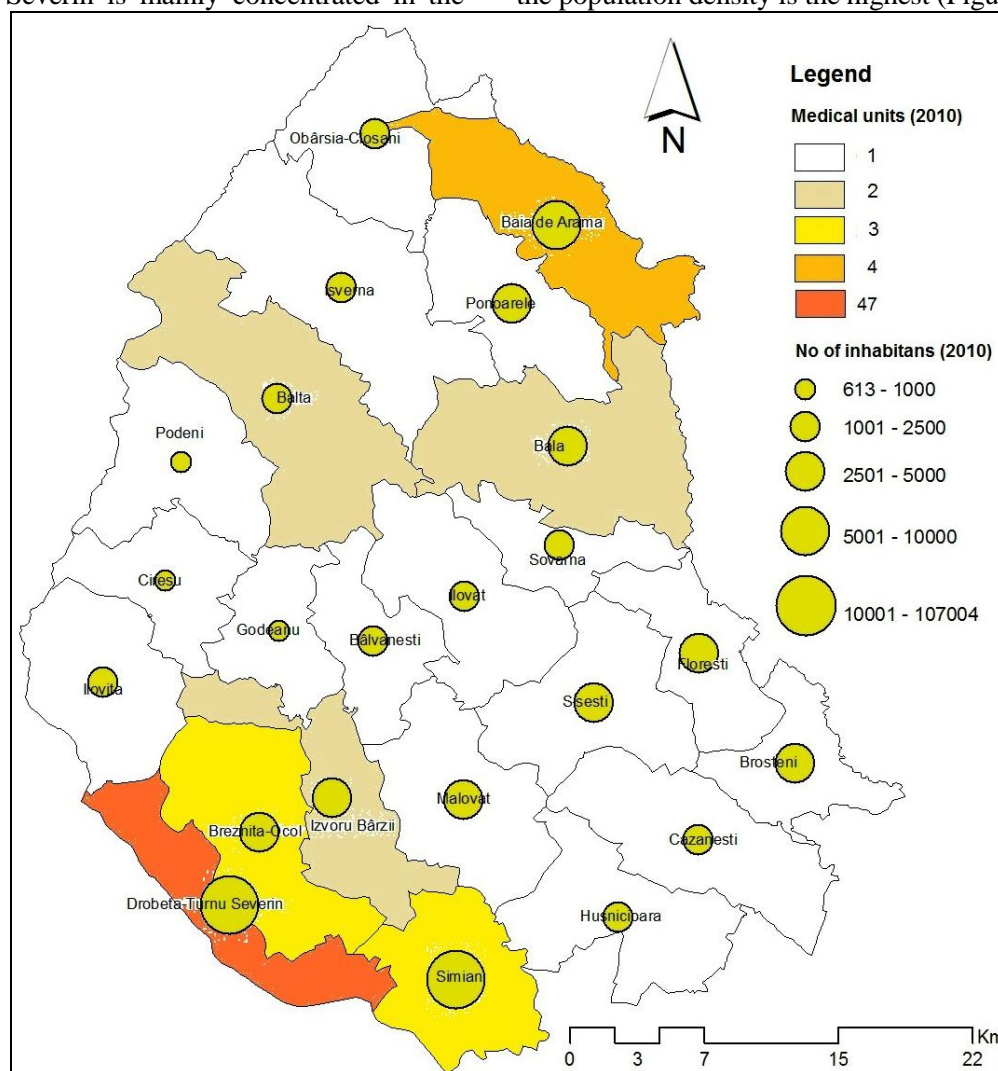 Severin is mainly concentrated in the
the population density is the highest (Figu
N
Legend
Medical units (2010)
1
2
3
4
47
No of inhabitans (2010)
613 - 1000
1001 - 2500
2501 - 5000
5001 - 10000
10001 - 107004
Obârsia-Closani
Baia de Arama
Isverna
Ponoarele
Balta
Bala
Podeni
Sovarna
Ciresu
Ilovat
Godeanu
Bâlvanesti
Floresti
Ilovita
Sisesti
Brosteni
Malovat
Izvoru Bârzii
Breznita-Ocol
Cazanesti
Drobeta-Turnu Severin
Husnicioara
Simian
Km
0 3 7 15 22